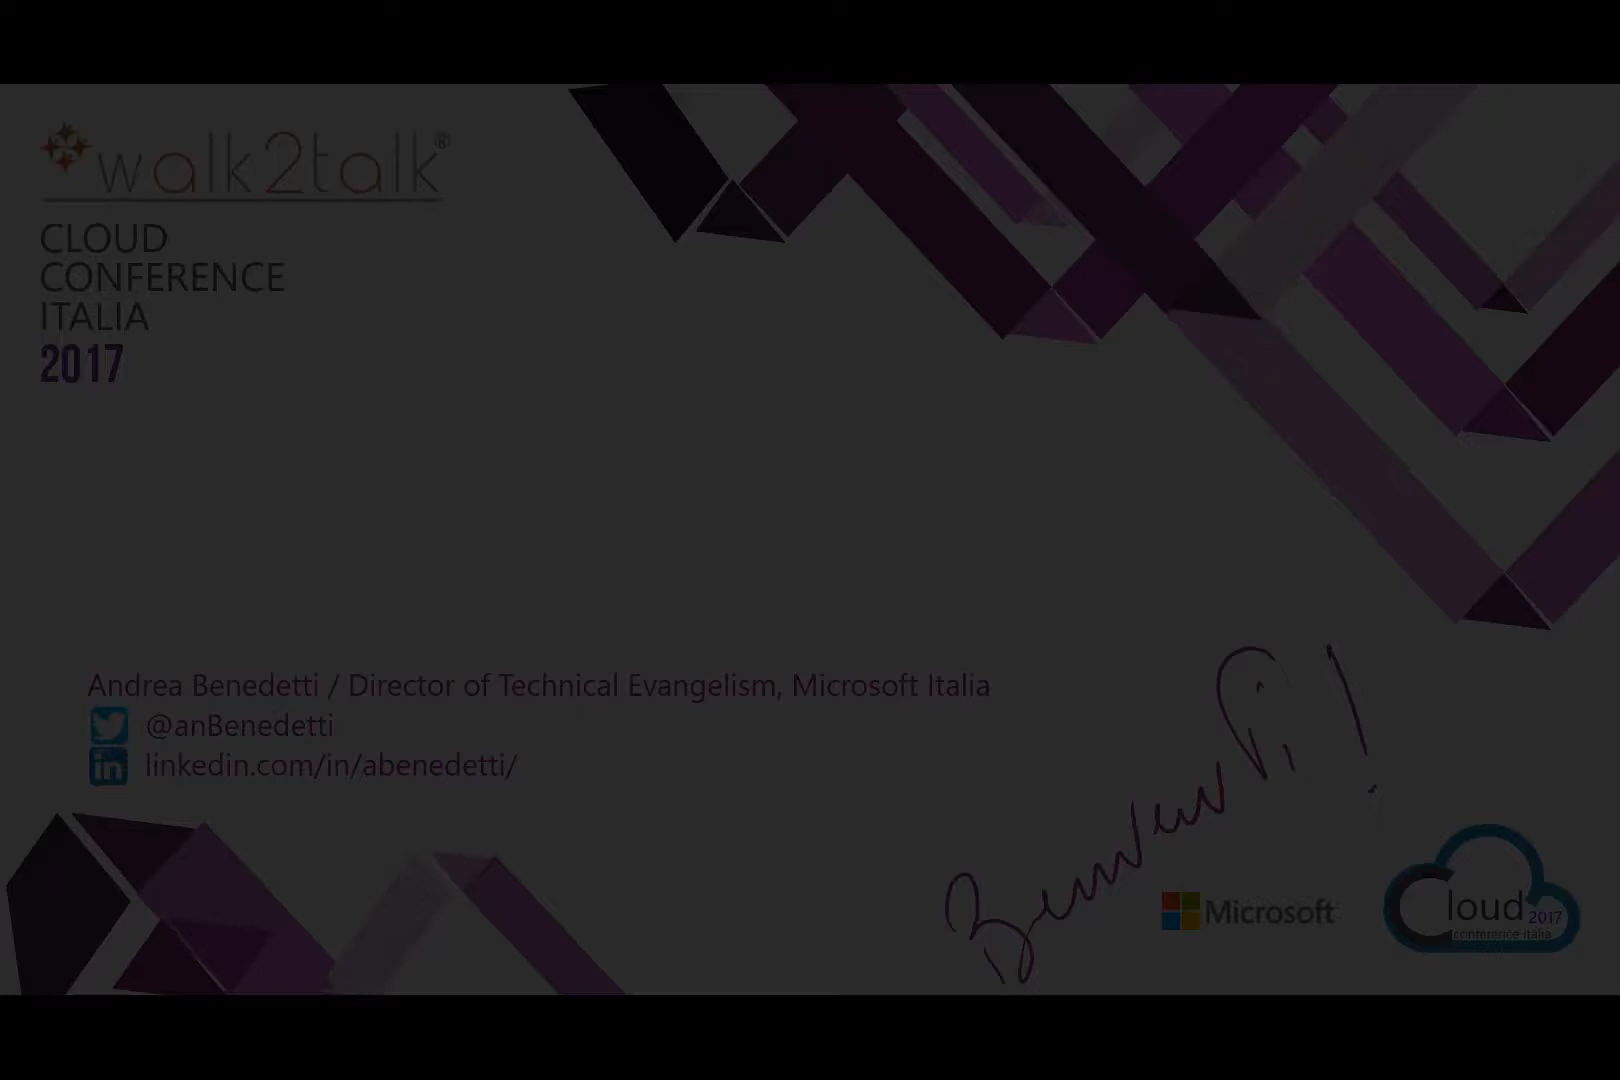 walk2talk®
CLOUD
CONFERENCE
ITALIA
2017
Andrea Benedetti / Director of Technical Evangelism, Microsoft Italia
@anBenedetti
in linkedin.com/in/abenedetti/
Benvenuti!
Microsoft
Cloud 2017
conference italia